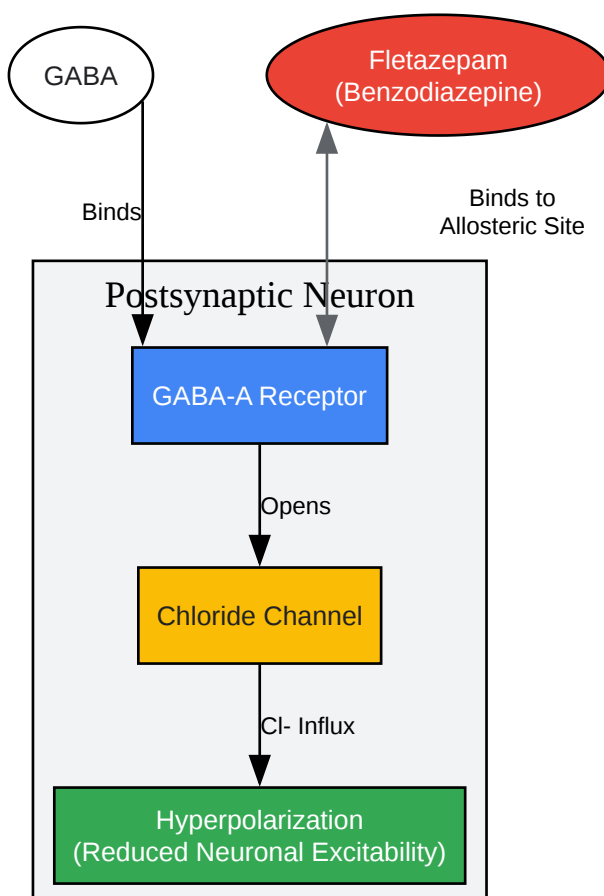 GABA
Fletazepam
(Benzodiazepine)
Binds
Binds to
Allosteric Site
Postsynaptic Neuron
GABA-A Receptor
Opens
Chloride Channel
Cl- Influx
Hyperpolarization
(Reduced Neuronal Excitability)